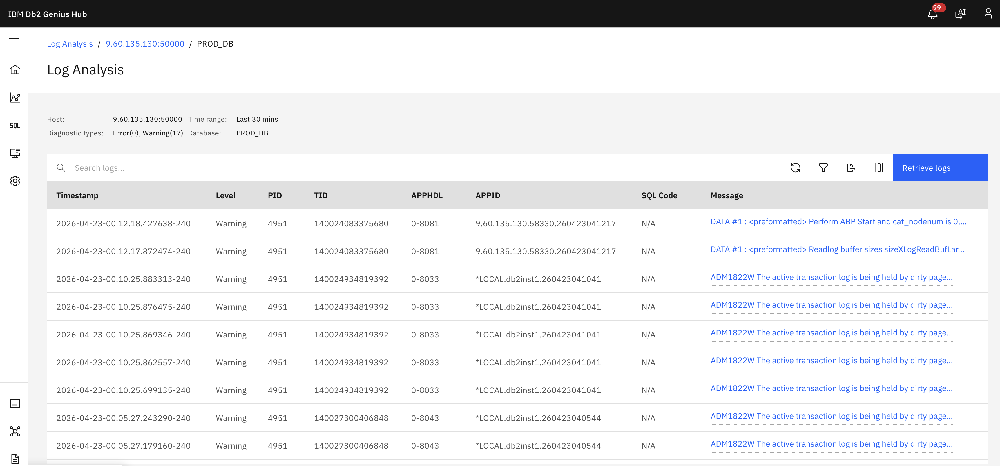 IBM Db2 Genius Hub
99+
AI
Log Analysis / 9.60.135.130:50000 / PROD_DB
Log Analysis
SQL
Host: 9.60.135.130:50000 Time range: Last 30 mins
Diagnostic types: Error(0), Warning(17) Database: PROD_DB
Search logs...
Retrieve logs
Timestamp Level PID TID APPHDL APPID SQL Code Message
2026-04-23-00.12.18.427638-240 Warning 4951 140024083375680 0-8081 9.60.135.130.58330.260423041217 N/A DATA #1 : <preformatted> Perform ABP Start and cat_nodenum is 0,...
2026-04-23-00.12.17.872474-240 Warning 4951 140024083375680 0-8081 9.60.135.130.58330.260423041217 N/A DATA #1 : <preformatted> Readlog buffer sizes sizeXLogReadBufLar...
2026-04-23-00.10.25.883313-240 Warning 4951 140024934819392 0-8033 *LOCAL.db2inst1.260423041041 N/A ADM1822W The active transaction log is being held by dirty page...
2026-04-23-00.10.25.876475-240 Warning 4951 140024934819392 0-8033 *LOCAL.db2inst1.260423041041 N/A ADM1822W The active transaction log is being held by dirty page...
2026-04-23-00.10.25.869346-240 Warning 4951 140024934819392 0-8033 *LOCAL.db2inst1.260423041041 N/A ADM1822W The active transaction log is being held by dirty page...
2026-04-23-00.10.25.862557-240 Warning 4951 140024934819392 0-8033 *LOCAL.db2inst1.260423041041 N/A ADM1822W The active transaction log is being held by dirty page...
2026-04-23-00.10.25.699135-240 Warning 4951 140024934819392 0-8033 *LOCAL.db2inst1.260423041041 N/A ADM1822W The active transaction log is being held by dirty page...
2026-04-23-00.05.27.243290-240 Warning 4951 140027300406848 0-8043 *LOCAL.db2inst1.260423040544 N/A ADM1822W The active transaction log is being held by dirty page...
2026-04-23-00.05.27.179160-240 Warning 4951 140027300406848 0-8043 *LOCAL.db2inst1.260423040544 N/A ADM1822W The active transaction log is being held by dirty page...